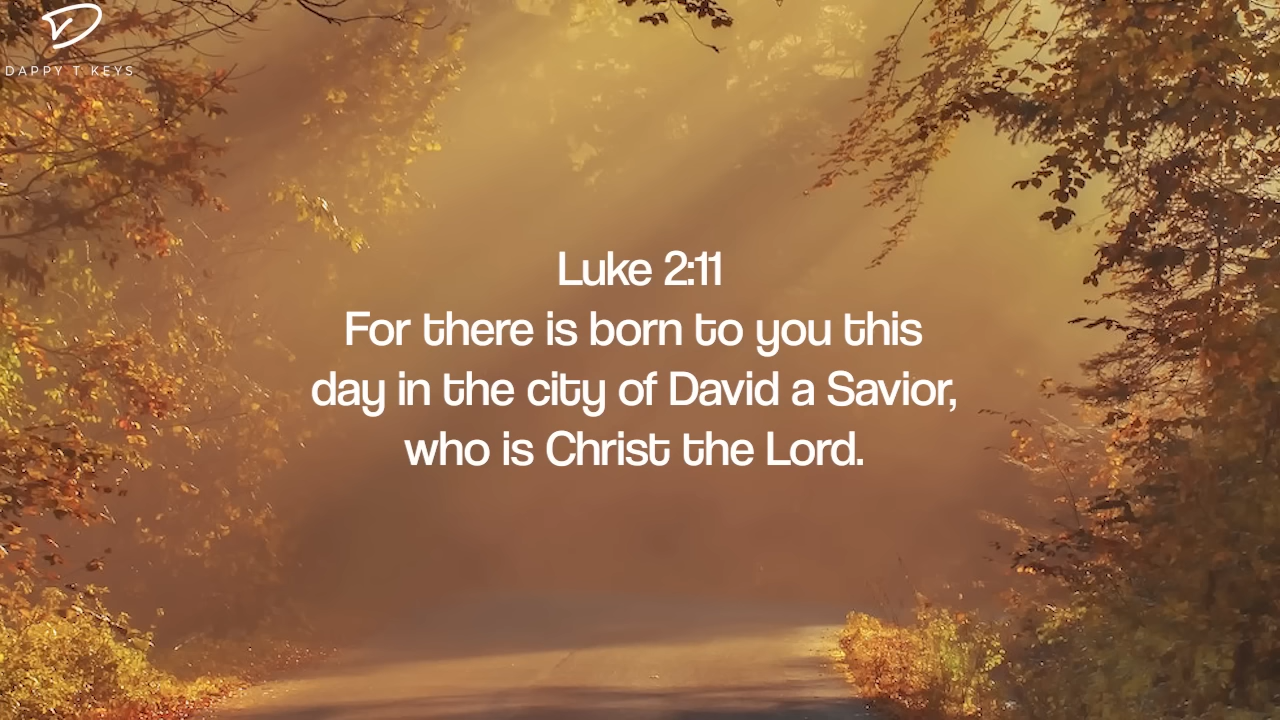 DAPPY T KEYS
Luke 2:11
For there is born to you this
day in the city of David a Savior,
who is Christ the Lord.